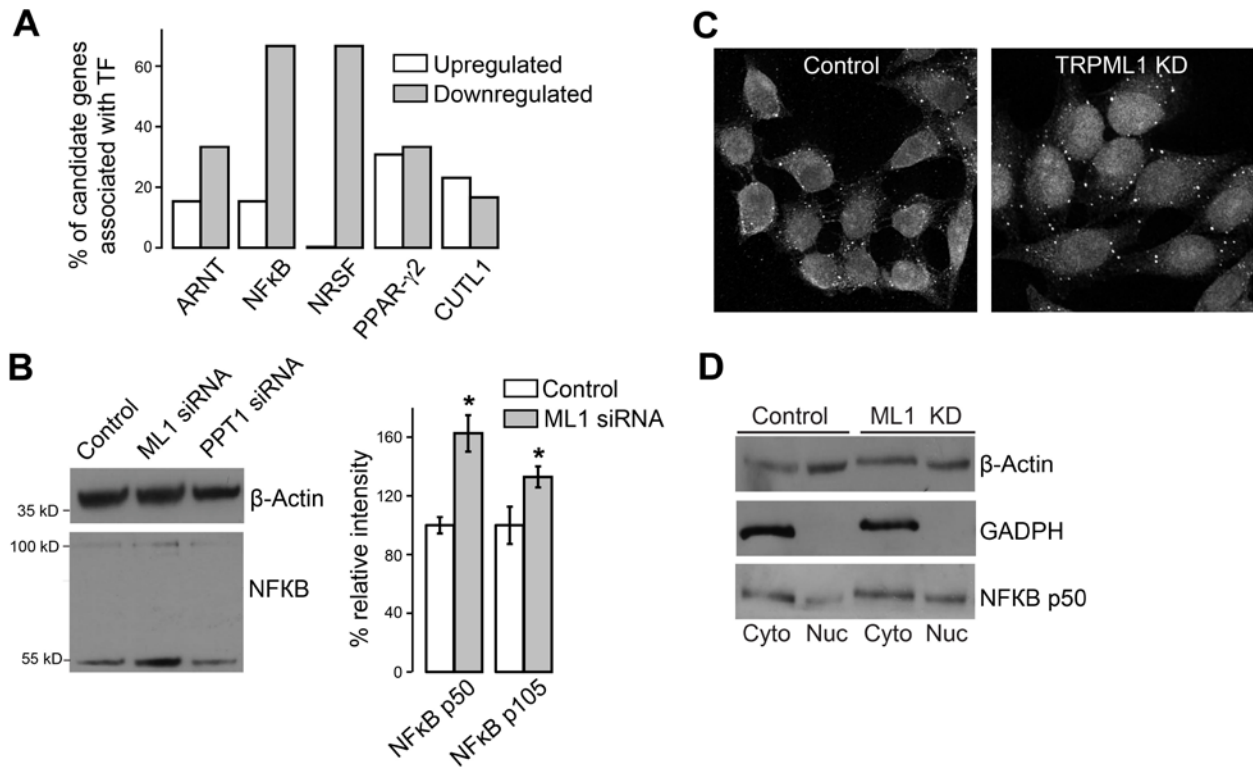 A
% of candidate genes
associated with TF
60
40
20
0
Upregulated
Downregulated
ARNT
NFκB
NRSF
PPAR-γ2
CUTL1
B
Control
ML1 siRNA
PPT1 siRNA
35 kD
β-Actin
100 kD
NFKB
55 kD
% relative intensity
160
120
80
40
0
Control
ML1 siRNA
*
*
NFκB p50
NFκB p105
C
Control
TRPML1 KD
D
Control
ML1 KD
β-Actin
GADPH
NFKB p50
Cyto Nuc Cyto Nuc